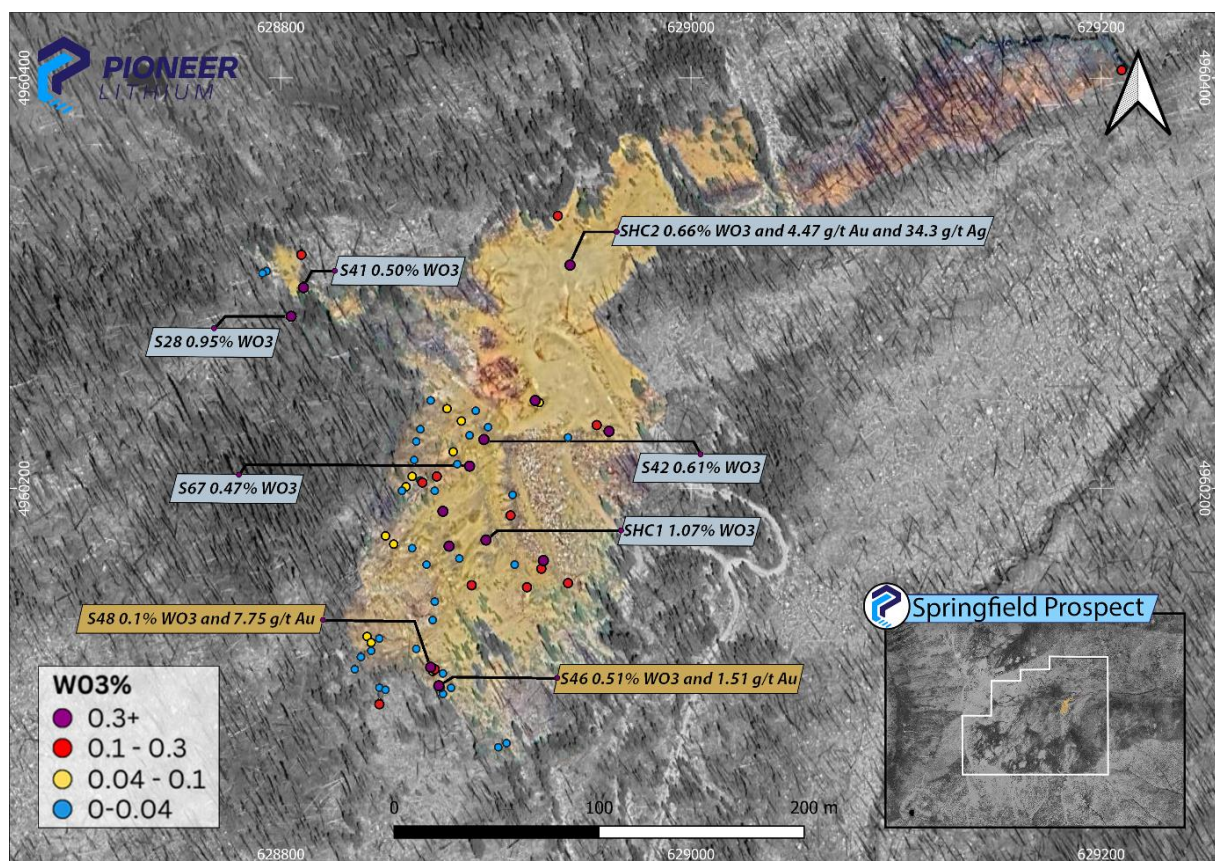 628800
629000
629200
PIONEER
LITHIUM
4960400
4960400
SHC2 0.66% WO3 and 4.47 g/t Au and 34.3 g/t Ag
S41 0.50% WO3
S28 0.95% WO3
S42 0.61% WO3
S67 0.47% WO3
4960200
4960200
SHC1 1.07% WO3
Springfield Prospect
S48 0.1% WO3 and 7.75 g/t Au
S46 0.51% WO3 and 1.51 g/t Au
W03%
0.3+
0.1 - 0.3
0.04 - 0.1
0-0.04
0
100
200 m
628800
629000
629200